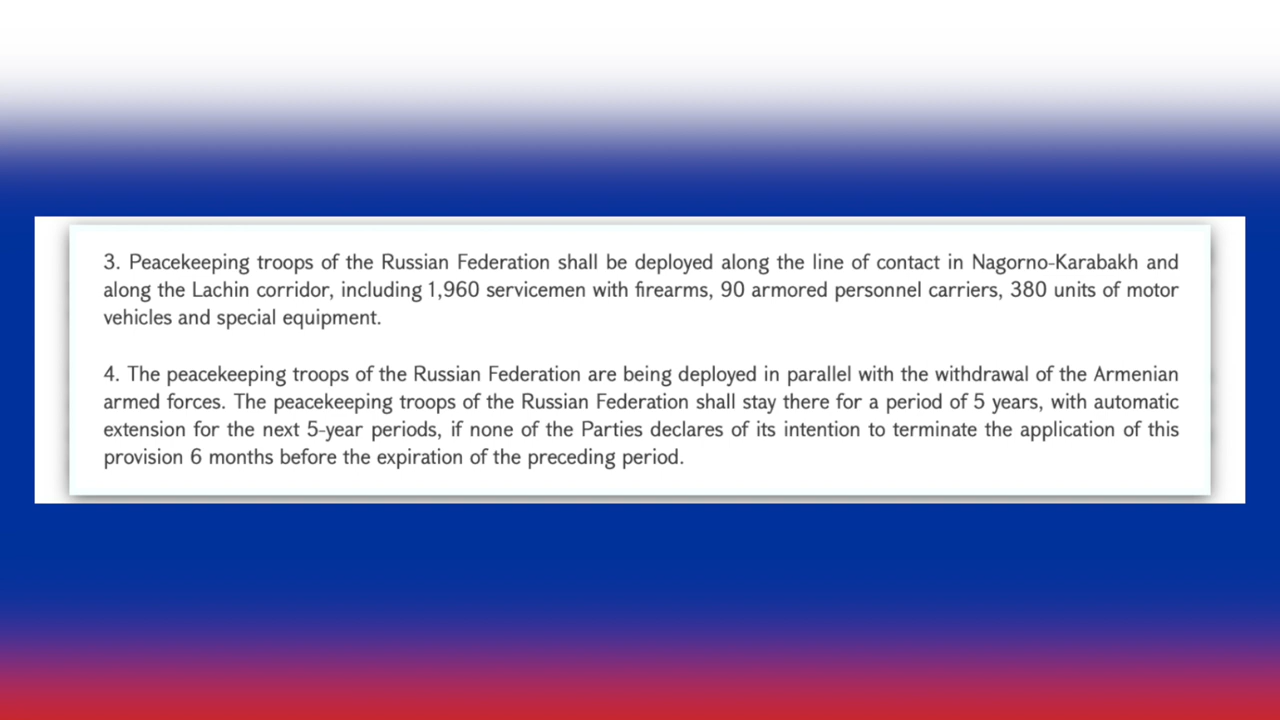 3. Peacekeeping troops of the Russian Federation shall be deployed along the line of contact in Nagorno-Karabakh and
along the Lachin corridor, including 1,960 servicemen with firearms, 90 armored personnel carriers, 380 units of motor
vehicles and special equipment.
4. The peacekeeping troops of the Russian Federation are being deployed in parallel with the withdrawal of the Armenian
armed forces. The peacekeeping troops of the Russian Federation shall stay there for a period of 5 years, with automatic
extension for the next 5-year periods, if none of the Parties declares of its intention to terminate the application of this
provision 6 months before the expiration of the preceding period.